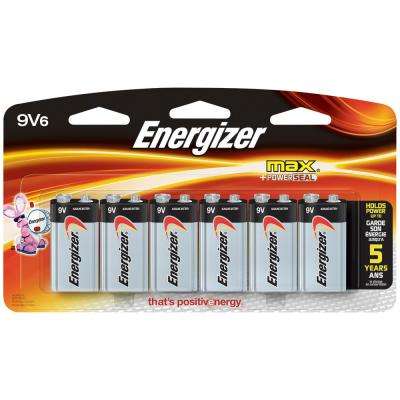 9V6
Energizer
max
+POWERSEAL
HOLDS
POWER
UP TO
GARDE
SON
ÉNERGIE
JUSQU'À
5
YEARS
ANS
9V
Energizer
9V
Energizer
9V
Energizer
9V
Energizer
9V
Energizer
9V
Energizer
Energizer
that's positivenergy.